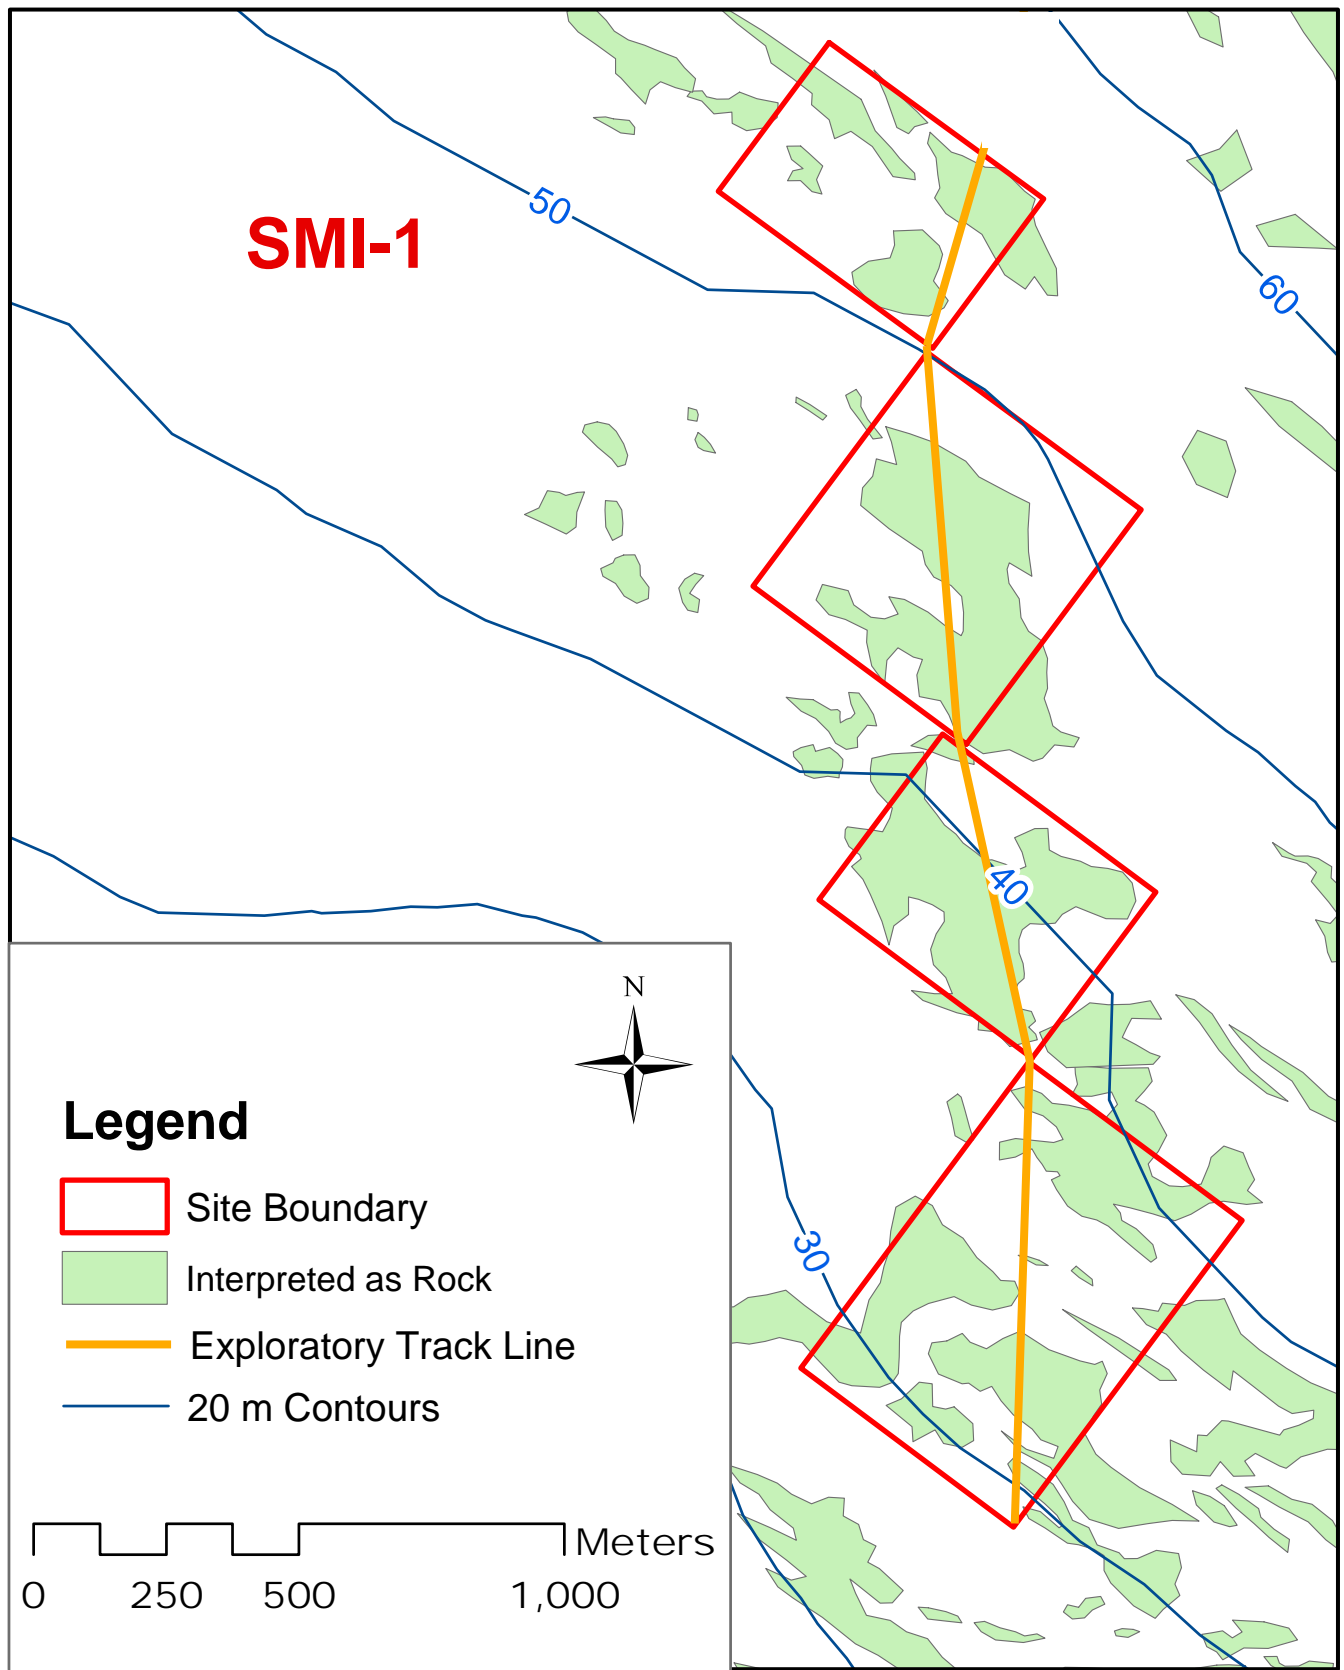 SMI-1
50
60
40
30
N
Legend
Site Boundary
Interpreted as Rock
Exploratory Track Line
20 m Contours
Meters
0 250 500 1,000